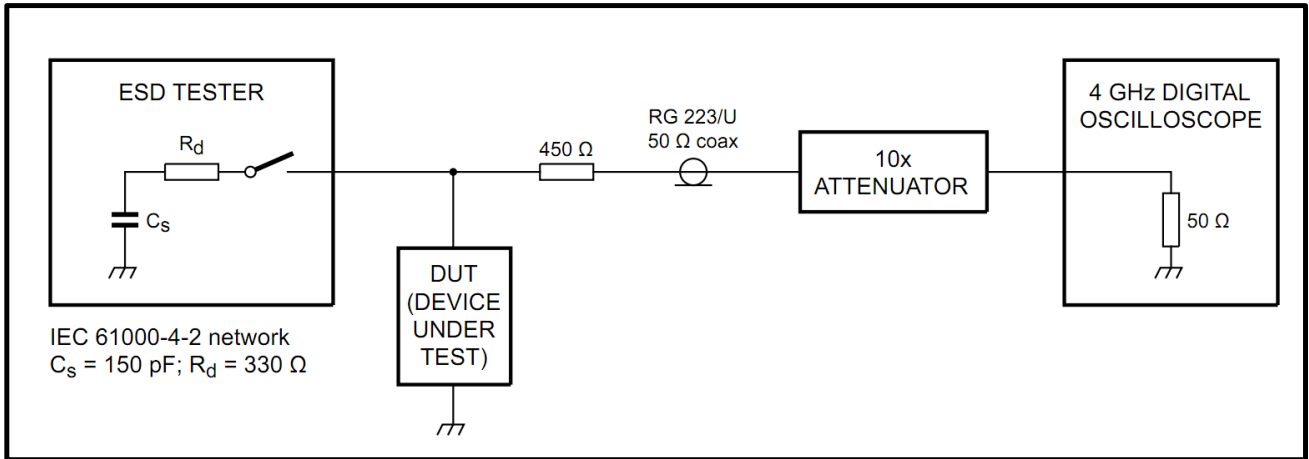 ESD TESTER
Rd
Cs
IEC 61000-4-2 network
Cs = 150 pF; Rd = 330 Ω
450 Ω
RG 223/U
50 Ω coax
DUT
(DEVICE
UNDER
TEST)
10x
ATTENUATOR
4 GHz DIGITAL
OSCILLOSCOPE
50 Ω